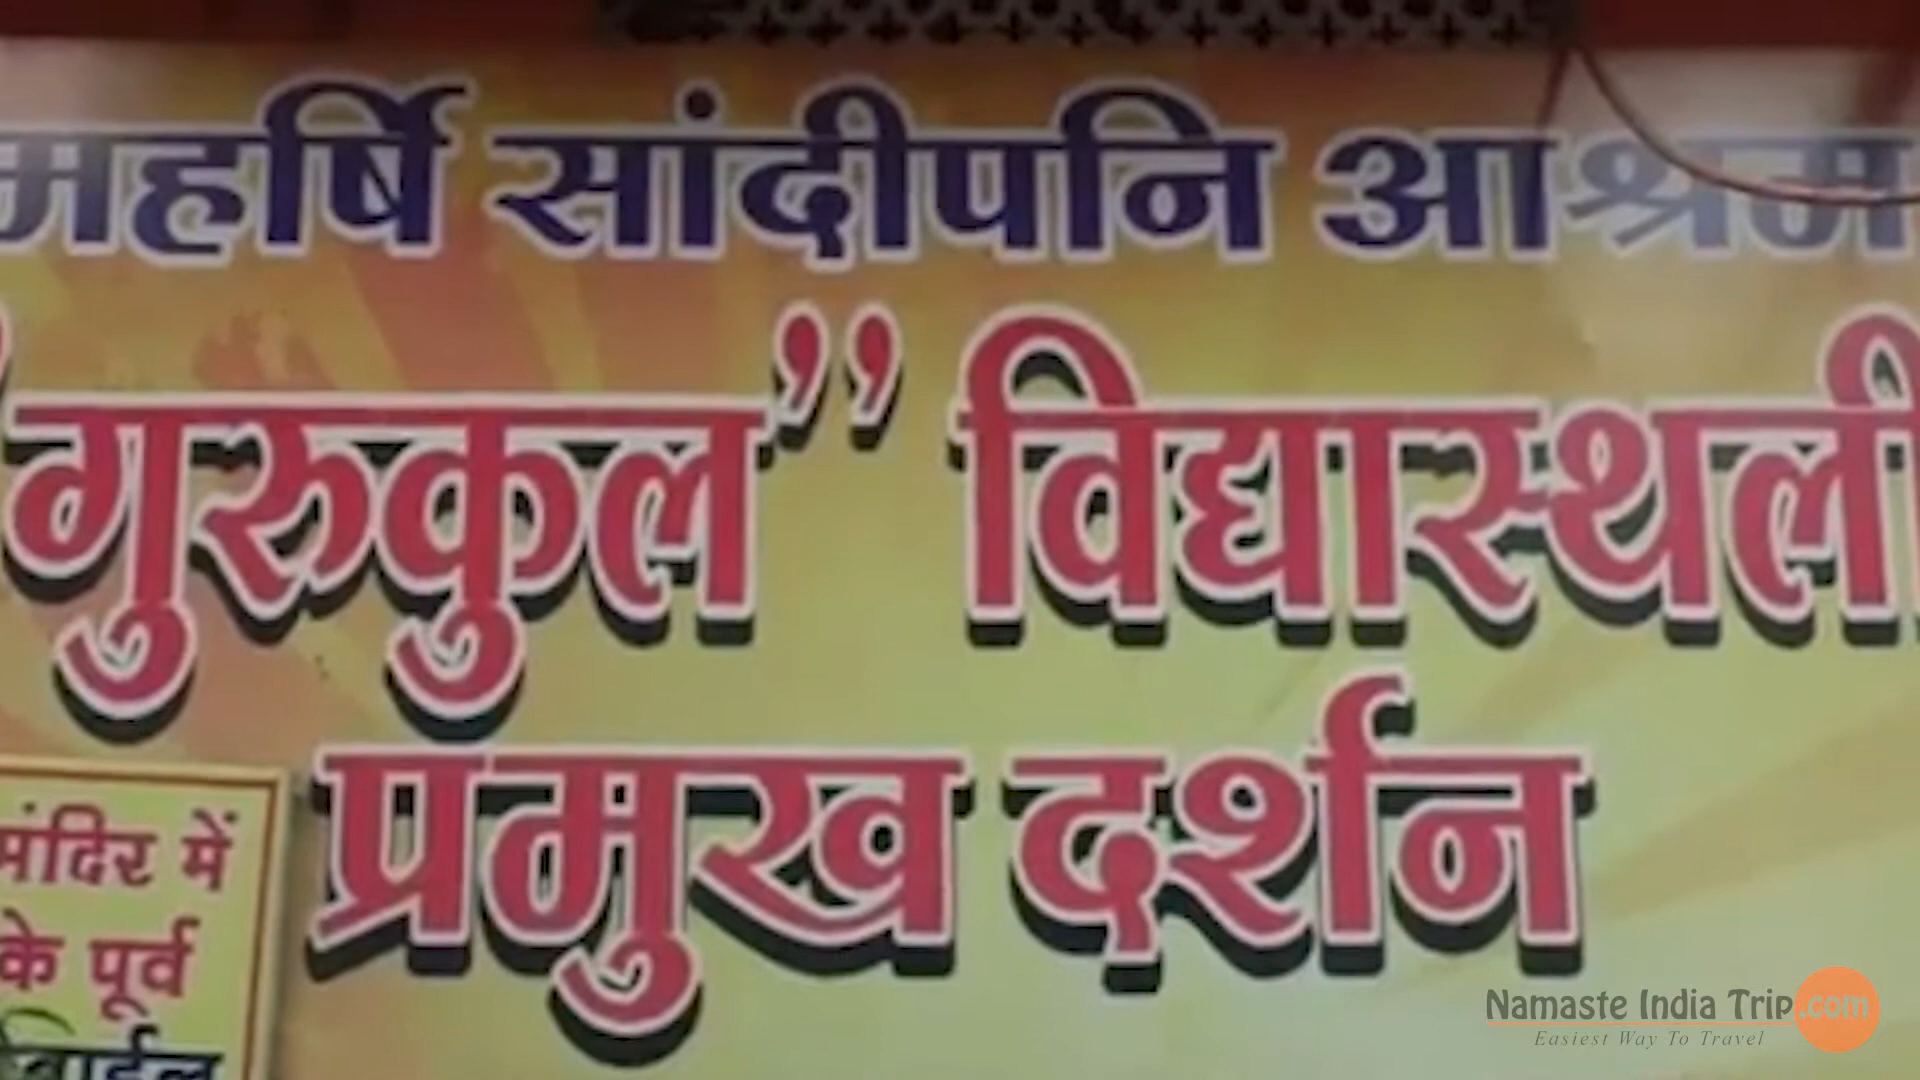 महर्षि सांदीपनि आश्रम
"गुरुकुल" विद्यास्थली
प्रमुख दर्शन
मंदिर में
के पूर्व
Namaste India Trip.com
Easiest Way To Travel